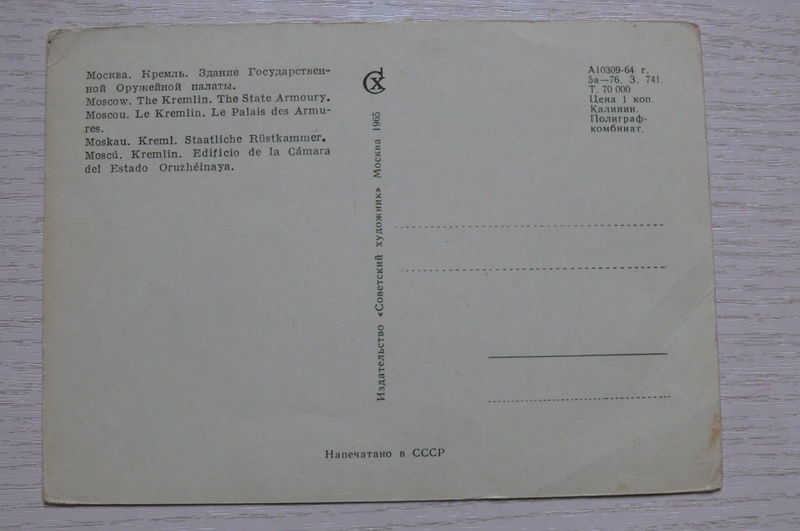 Москва. Кремль. Здание Государствен-
ной Оружейной палаты.
Moscow. The Kremlin. The State Armoury.
Moscou. Le Kremlin. Le Palais des Armu-
res.
Moskau. Kreml. Staatliche Rüstkammer.
Moscú. Kremlin. Edificio de la Cámara
del Estado Oruzhéinaya.
СХ
Издательство «Советский художник» Москва 1965
А10309-64 г.
5а—76. З. 741.
Т. 70 000
Цена 1 коп.
Калинин.
Полиграф-
комбинат.
Напечатано в СССР